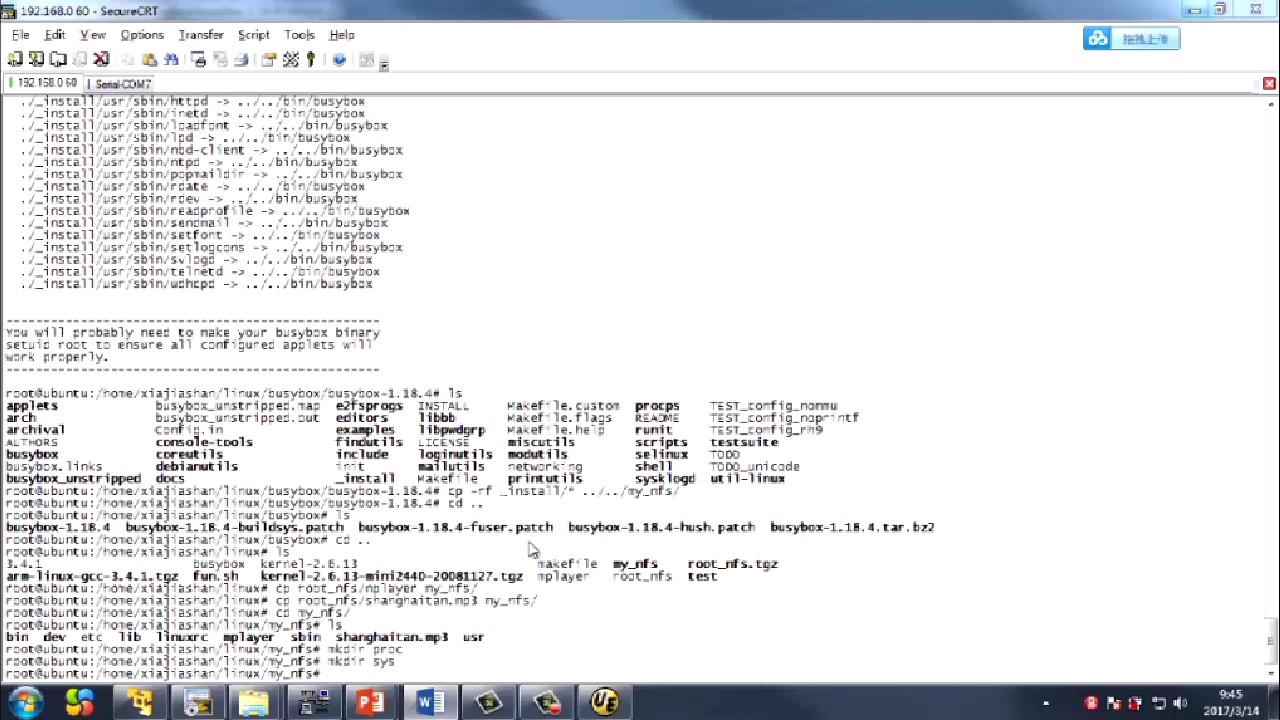 192.168.0 60 - SecureCRT
File Edit View Options Transfer Script Tools Help
拖拽上传
192.168.0 60 Serial-COM7
./_install/usr/sbin/httpd -> ../../bin/busybox
./_install/usr/sbin/inetd -> ../../bin/busybox
./_install/usr/sbin/loadfont -> ../../bin/busybox
./_install/usr/sbin/lpd -> ../../bin/busybox
./_install/usr/sbin/nbd-client -> ../../bin/busybox
./_install/usr/sbin/ntpd -> ../../bin/busybox
./_install/usr/sbin/popmaildir -> ../../bin/busybox
./_install/usr/sbin/rdate -> ../../bin/busybox
./_install/usr/sbin/rdev -> ../../bin/busybox
./_install/usr/sbin/readprofile -> ../../bin/busybox
./_install/usr/sbin/sendmail -> ../../bin/busybox
./_install/usr/sbin/setfont -> ../../bin/busybox
./_install/usr/sbin/setlogcons -> ../../bin/busybox
./_install/usr/sbin/svlogd -> ../../bin/busybox
./_install/usr/sbin/telnetd -> ../../bin/busybox
./_install/usr/sbin/udhcpd -> ../../bin/busybox
--------------------------------------------------
You will probably need to make your busybox binary
setuid root to ensure all configured applets will
work properly.
--------------------------------------------------
root@ubuntu:/home/xiajiashan/linux/busybox/busybox-1.18.4# ls
applets busybox_unstripped.map e2fsprogs INSTALL Makefile.custom procps TEST_config_nommu
arch busybox_unstripped.out editors libbb Makefile.flags README TEST_config_noprintf
archival Config.in examples libpwdgrp Makefile.help runit TEST_config_rh9
AUTHORS console-tools findutils LICENSE miscutils scripts testsuite
busybox coreutils include loginutils modutils selinux TODO
busybox.links debianutils init mailutils networking shell TODO_unicode
busybox_unstripped docs _install Makefile printutils sysklogd util-linux
root@ubuntu:/home/xiajiashan/linux/busybox/busybox-1.18.4# cp -rf _install/* ../../my_nfs/
root@ubuntu:/home/xiajiashan/linux/busybox/busybox-1.18.4# cd ..
root@ubuntu:/home/xiajiashan/linux/busybox# ls
busybox-1.18.4 busybox-1.18.4-buildsys.patch busybox-1.18.4-fuser.patch busybox-1.18.4-hush.patch busybox-1.18.4.tar.bz2
root@ubuntu:/home/xiajiashan/linux/busybox# cd ..
root@ubuntu:/home/xiajiashan/linux# ls
3.4.1 busybox kernel-2.6.13 makefile my_nfs root_nfs.tgz
arm-linux-gcc-3.4.1.tgz fun.sh kernel-2.6.13-mini2440-20081127.tgz mplayer root_nfs test
root@ubuntu:/home/xiajiashan/linux# cp root_nfs/mplayer my_nfs/
root@ubuntu:/home/xiajiashan/linux# cp root_nfs/shanghaitan.mp3 my_nfs/
root@ubuntu:/home/xiajiashan/linux# cd my_nfs/
root@ubuntu:/home/xiajiashan/linux/my_nfs# ls
bin dev etc lib linuxrc mplayer sbin shanghaitan.mp3 usr
root@ubuntu:/home/xiajiashan/linux/my_nfs# mkdir proc
root@ubuntu:/home/xiajiashan/linux/my_nfs# mkdir sys
root@ubuntu:/home/xiajiashan/linux/my_nfs#
9:45
2017/3/14